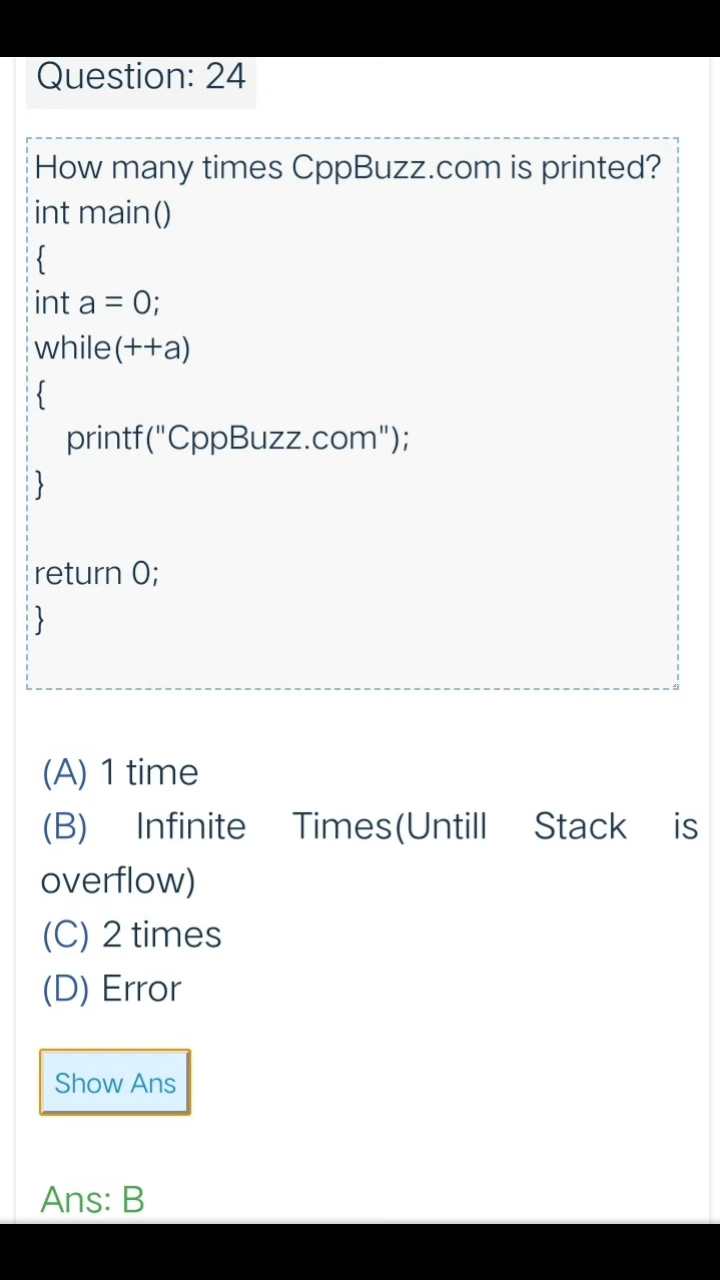 Question: 24
How many times CppBuzz.com is printed?
int main()
{
int a = 0;
while(++a)
{
printf("CppBuzz.com");
}
return 0;
}
(A) 1 time
(B) Infinite Times(Untill Stack is
overflow)
(C) 2 times
(D) Error
Show Ans
Ans: B